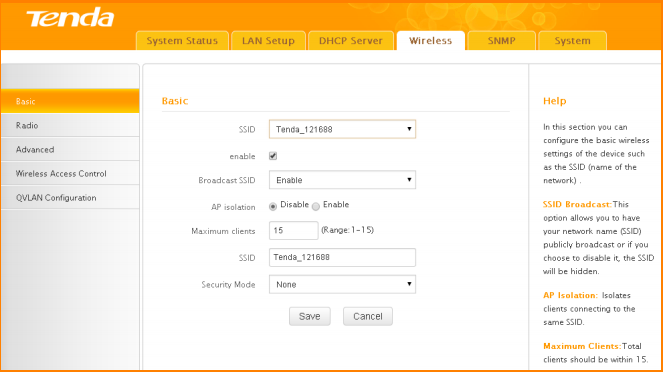 Tenda
System Status LAN Setup DHCP Server Wireless SNMP System
Basic
Radio
Advanced
Wireless Access Control
QVLAN Configuration
Basic
SSID Tenda_121688
enable
Broadcast SSID Enable
AP isolation Disable Enable
Maximum clients 15 (Range:1-15)
SSID Tenda_121688
Security Mode None
Save Cancel
Help
In this section you can
configure the basic wireless
settings of the device such
as the SSID (name of the
network) .
SSID Broadcast:This
option allows you to have
your network name (SSID)
publicly broadcast or if you
choose to disable it, the SSID
will be hidden.
AP Isolation: Isolates
clients connecting to the
same SSID.
Maximum Clients:Total
clients should be within 15.